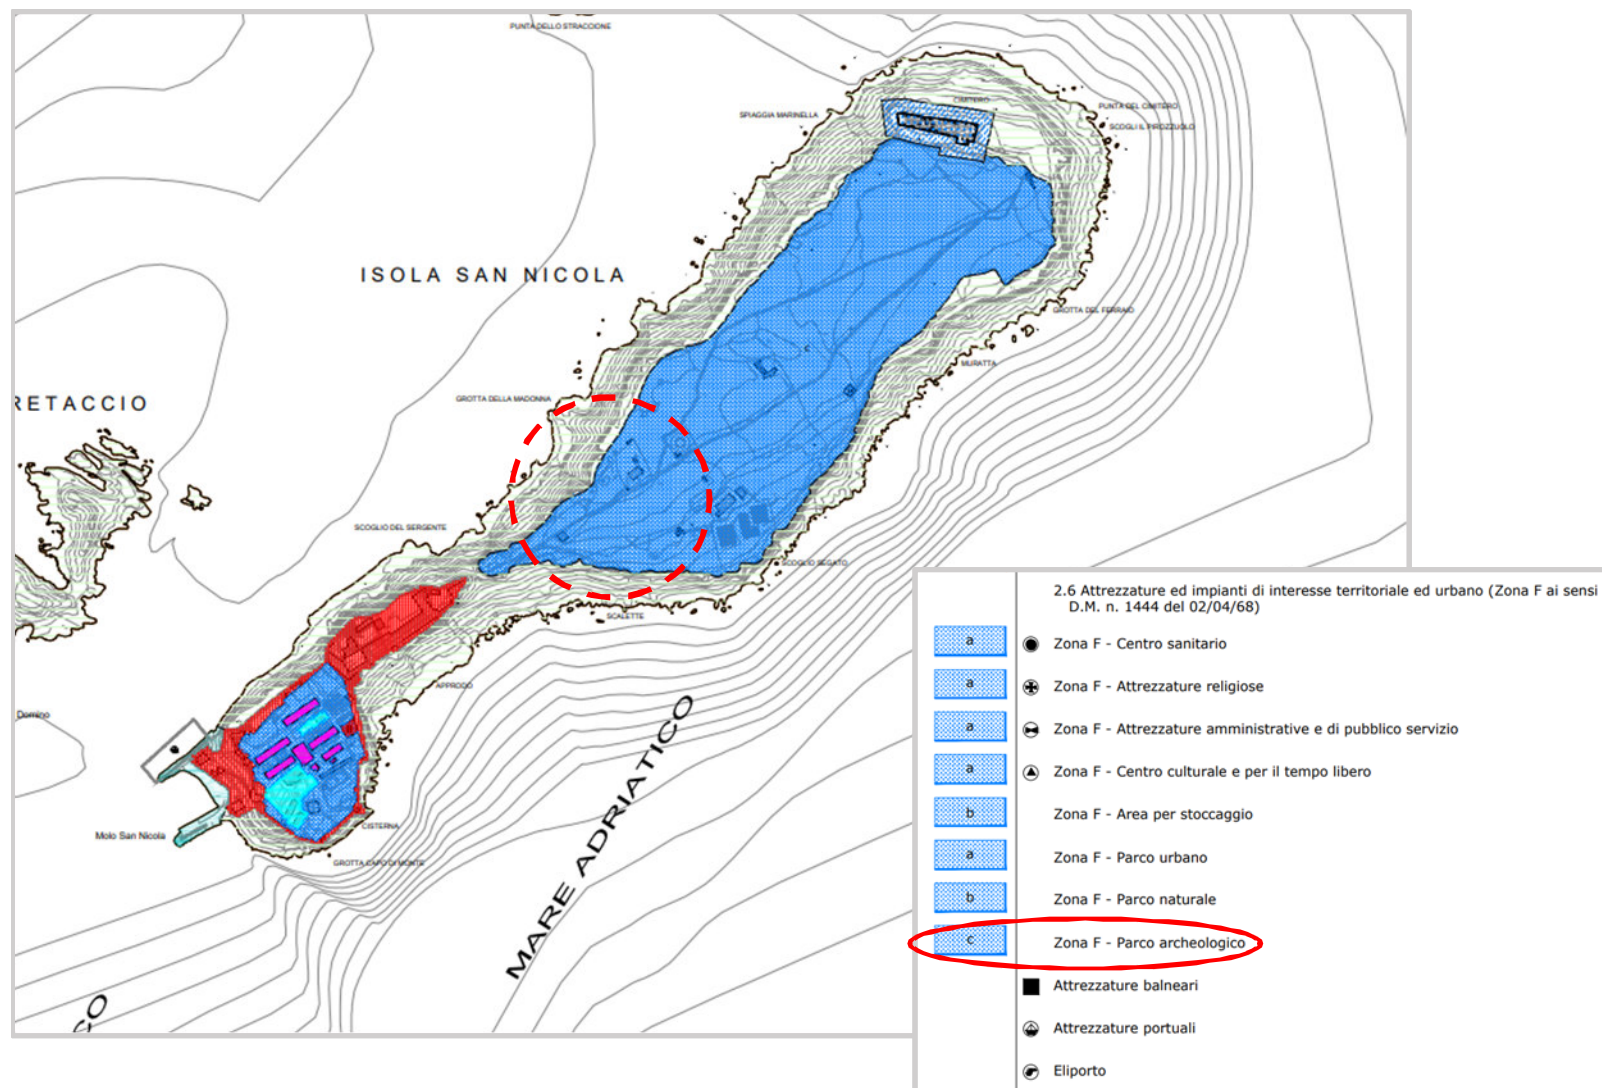 PUNTA DELLO STRACCIONE
CIMITERO
PUNTA DEL CIMITERO
SPIAGGIA MARINELLA
SCOGLI IL PIROZZUOLO
ISOLA SAN NICOLA
GROTTA DEL FERRAIO
MURATTA
c
RETACCIO
GROTTA DELLA MADONNA
SCOGLIO DEL SERGENTE
SCOGLIO SEGATO
SCALETTE
APPRODO
Domino
MARE ADRIATICO
Molo San Nicola
CISTERNA
GROTTA CAPO DI MONTE
CO
2.6 Attrezzature ed impianti di interesse territoriale ed urbano (Zona F ai sensi
D.M. n. 1444 del 02/04/68)
a Zona F - Centro sanitario
a Zona F - Attrezzature religiose
a Zona F - Attrezzature amministrative e di pubblico servizio
a Zona F - Centro culturale e per il tempo libero
b Zona F - Area per stoccaggio
a Zona F - Parco urbano
b Zona F - Parco naturale
c Zona F - Parco archeologico
Attrezzature balneari
Attrezzature portuali
Eliporto